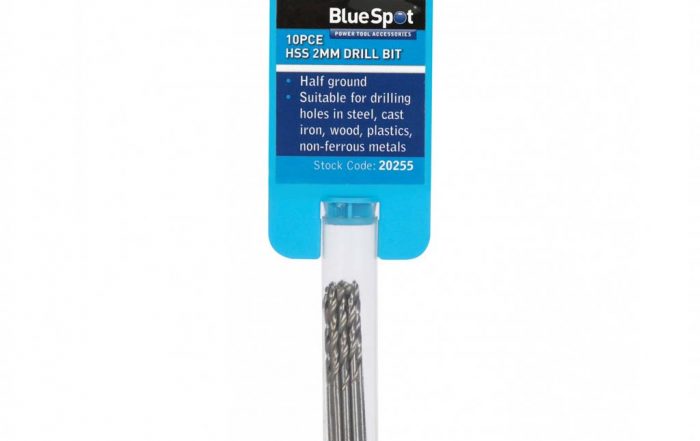 BlueSpot
POWER TOOL ACCESSORIES
10PCE
HSS 2MM DRILL BIT
• Half ground
• Suitable for drilling
holes in steel, cast
iron, wood, plastics,
non-ferrous metals
Stock Code: 20255